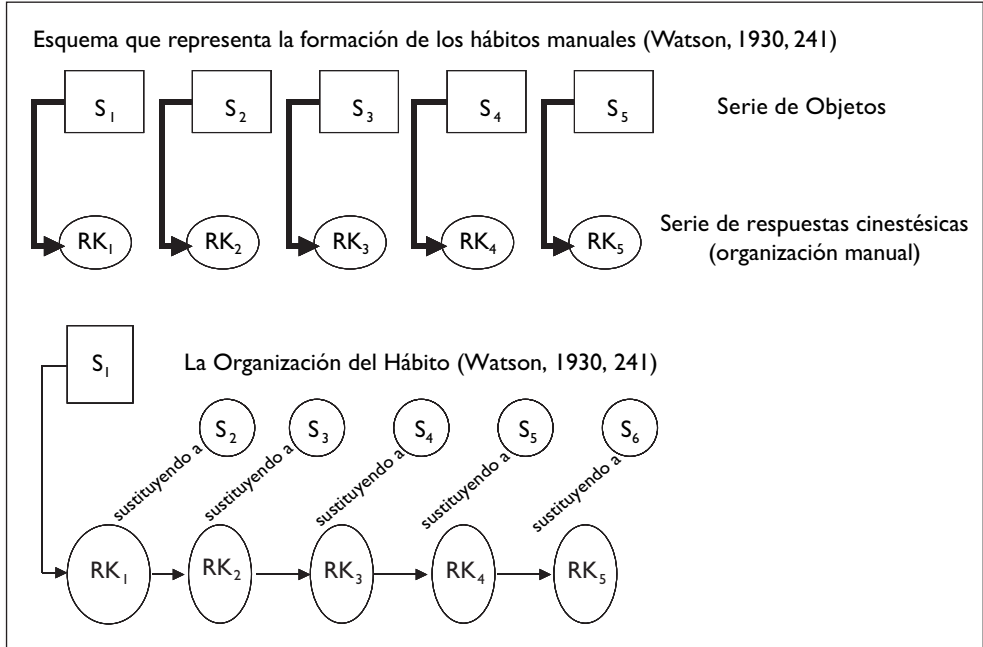 Esquema que representa la formación de los hábitos manuales (Watson, 1930, 241)
S1 S2 S3 S4 S5 Serie de Objetos
RK1 RK2 RK3 RK4 RK5 Serie de respuestas cinestésicas
(organización manual)
S1 La Organización del Hábito (Watson, 1930, 241)
S2 S3 S4 S5 S6
sustituyendo a sustituyendo a sustituyendo a sustituyendo a sustituyendo a
RK1 RK2 RK3 RK4 RK5